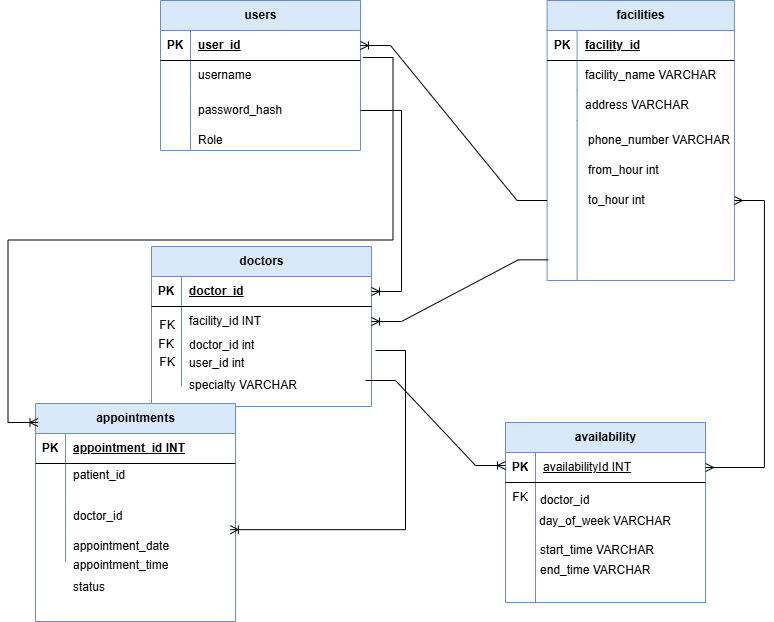 users
PK user_id
username
password_hash
Role
facilities
PK facility_id
facility_name VARCHAR
address VARCHAR
phone_number VARCHAR
from_hour int
to_hour int
doctors
PK doctor_id
FK facility_id INT
FK doctor_id int
FK user_id int
specialty VARCHAR
appointments
PK appointment_id INT
patient_id
doctor_id
appointment_date
appointment_time
status
availability
PK availabilityId INT
FK doctor_id
day_of_week VARCHAR
start_time VARCHAR
end_time VARCHAR